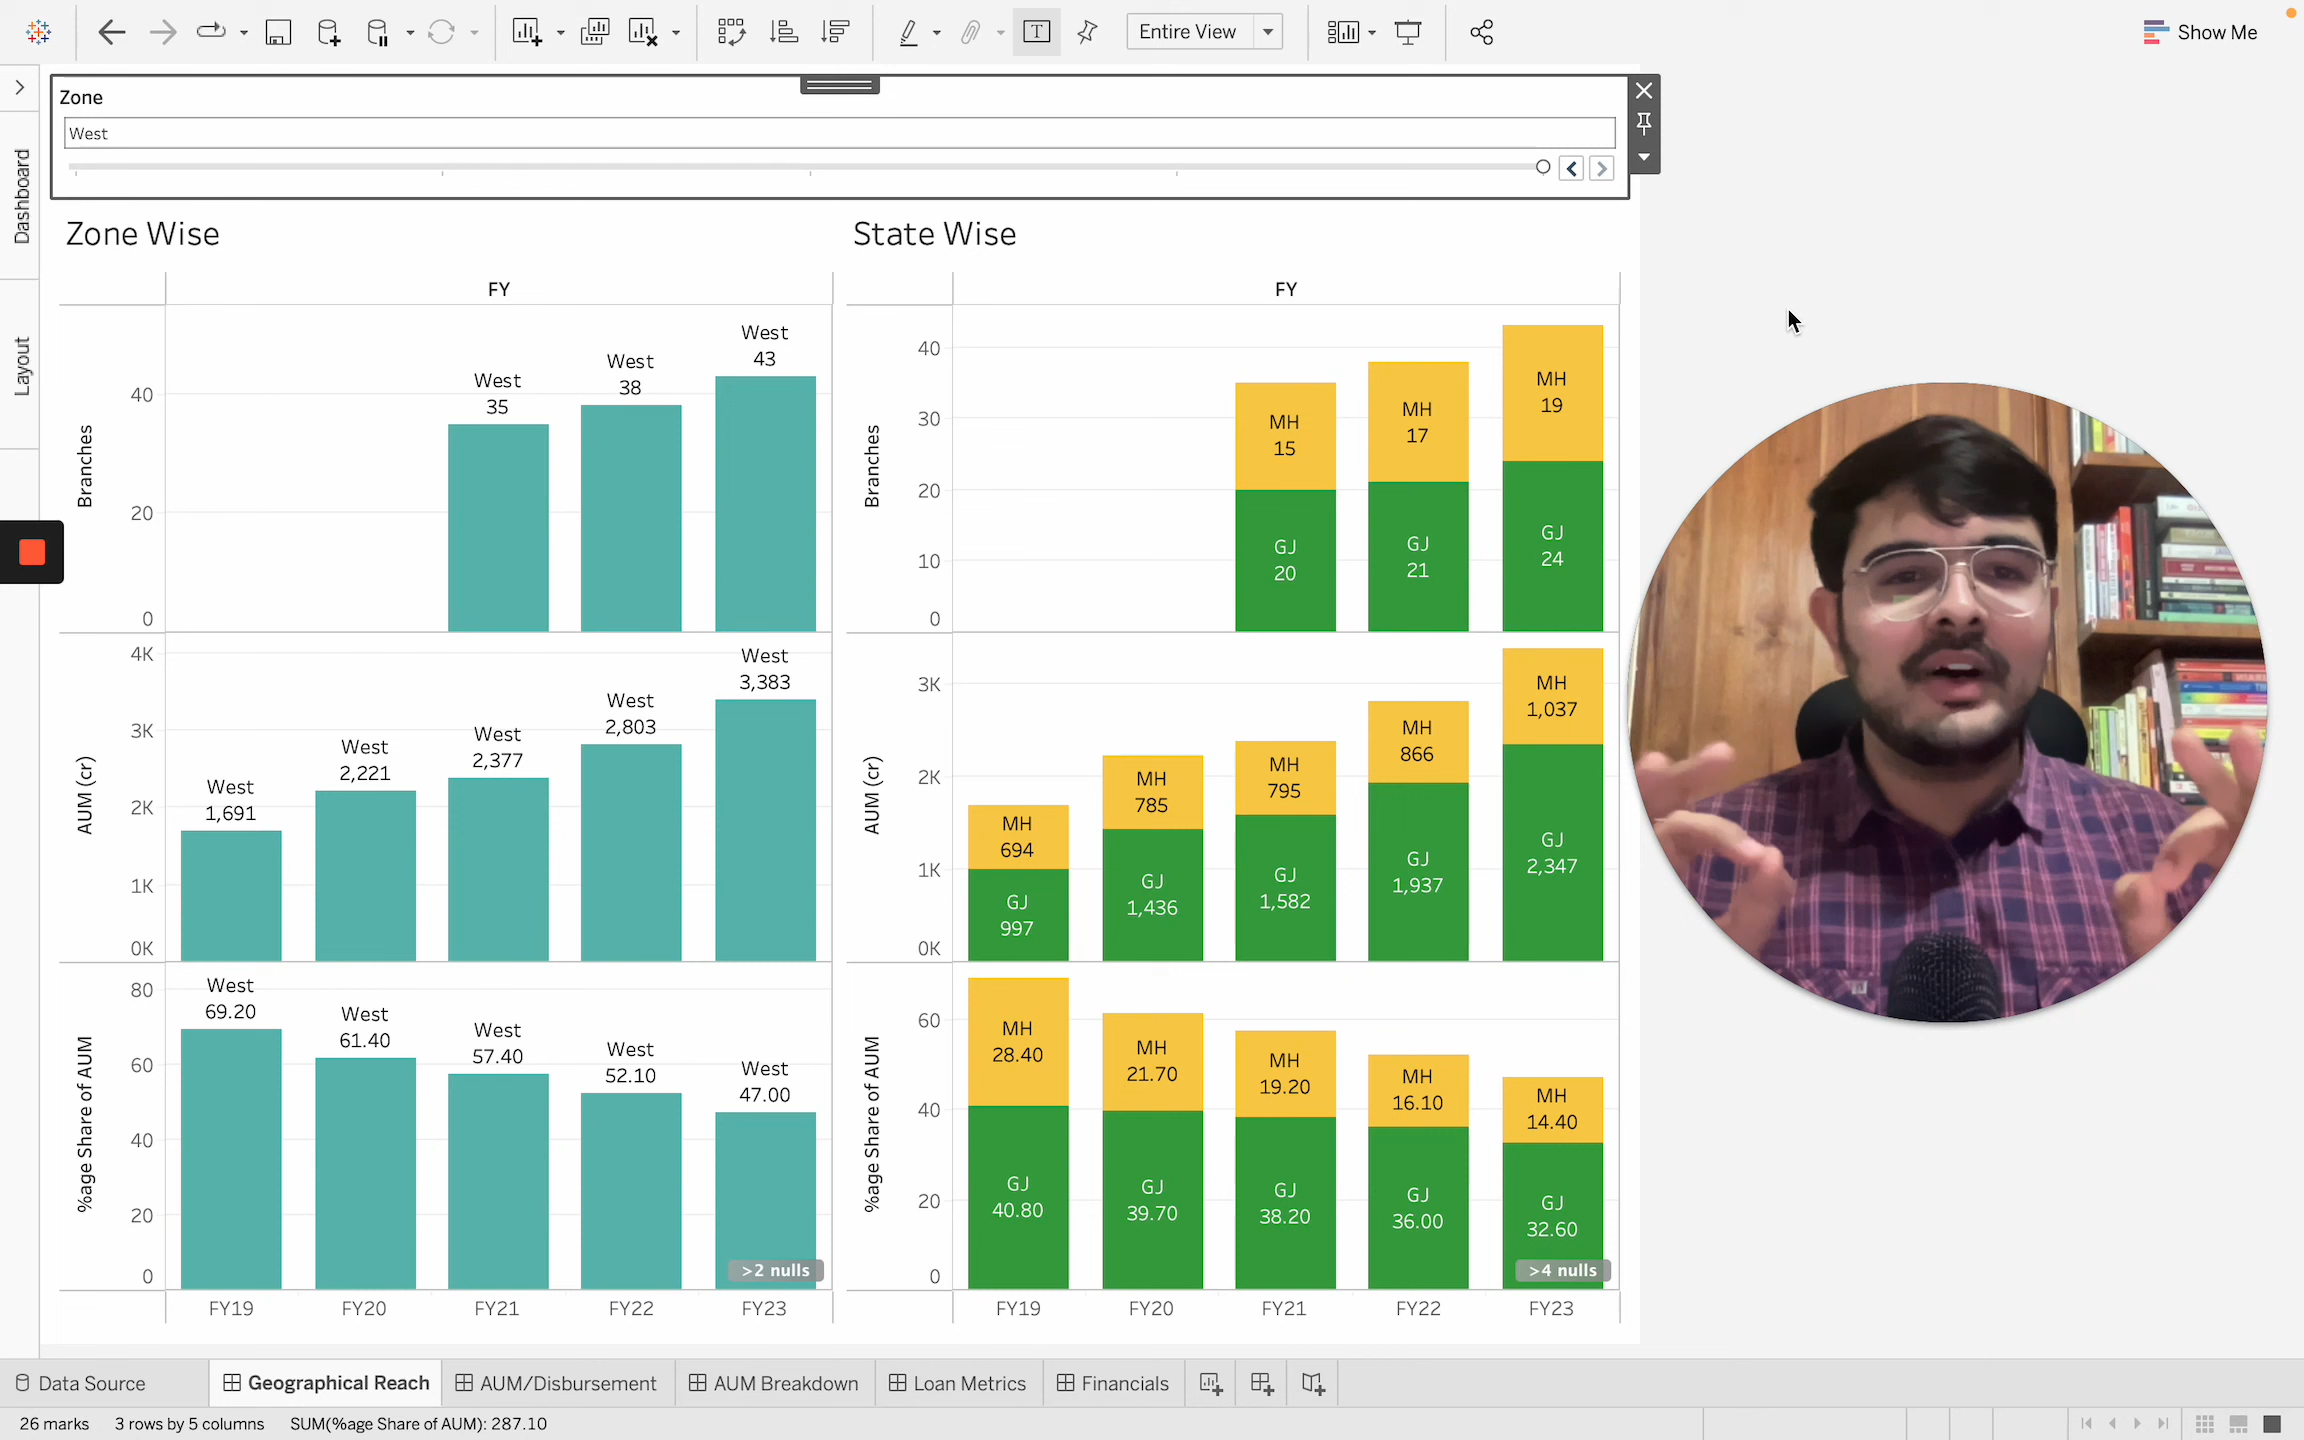 Entire View
Show Me
Dashboard
Layout
Zone
West
Zone Wise
FY
Branches
40
20
0
West
35
West
38
West
43
AUM (cr)
4K
3K
2K
1K
0K
West
1,691
West
2,221
West
2,377
West
2,803
West
3,383
%age Share of AUM
80
60
40
20
0
West
69.20
West
61.40
West
57.40
West
52.10
West
47.00
>2 nulls
FY19 FY20 FY21 FY22 FY23
State Wise
FY
Branches
40
30
20
10
0
MH
15
GJ
20
MH
17
GJ
21
MH
19
GJ
24
AUM (cr)
3K
2K
1K
0K
MH
694
GJ
997
MH
785
GJ
1,436
MH
795
GJ
1,582
MH
866
GJ
1,937
MH
1,037
GJ
2,347
%age Share of AUM
60
40
20
0
MH
28.40
GJ
40.80
MH
21.70
GJ
39.70
MH
19.20
GJ
38.20
MH
16.10
GJ
36.00
MH
14.40
GJ
32.60
>4 nulls
FY19 FY20 FY21 FY22 FY23
Data Source Geographical Reach AUM/Disbursement AUM Breakdown Loan Metrics Financials
26 marks 3 rows by 5 columns SUM(%age Share of AUM): 287.10